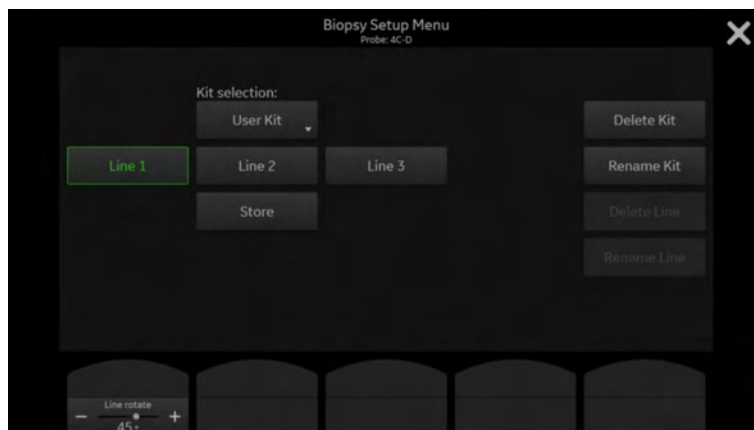 Biopsy Setup Menu
Probe: 4C-D
Kit selection:
User Kit
Delete Kit
Line 1
Line 2
Line 3
Rename Kit
Store
Delete Line
Rename Line
Line rotate
− +
45°